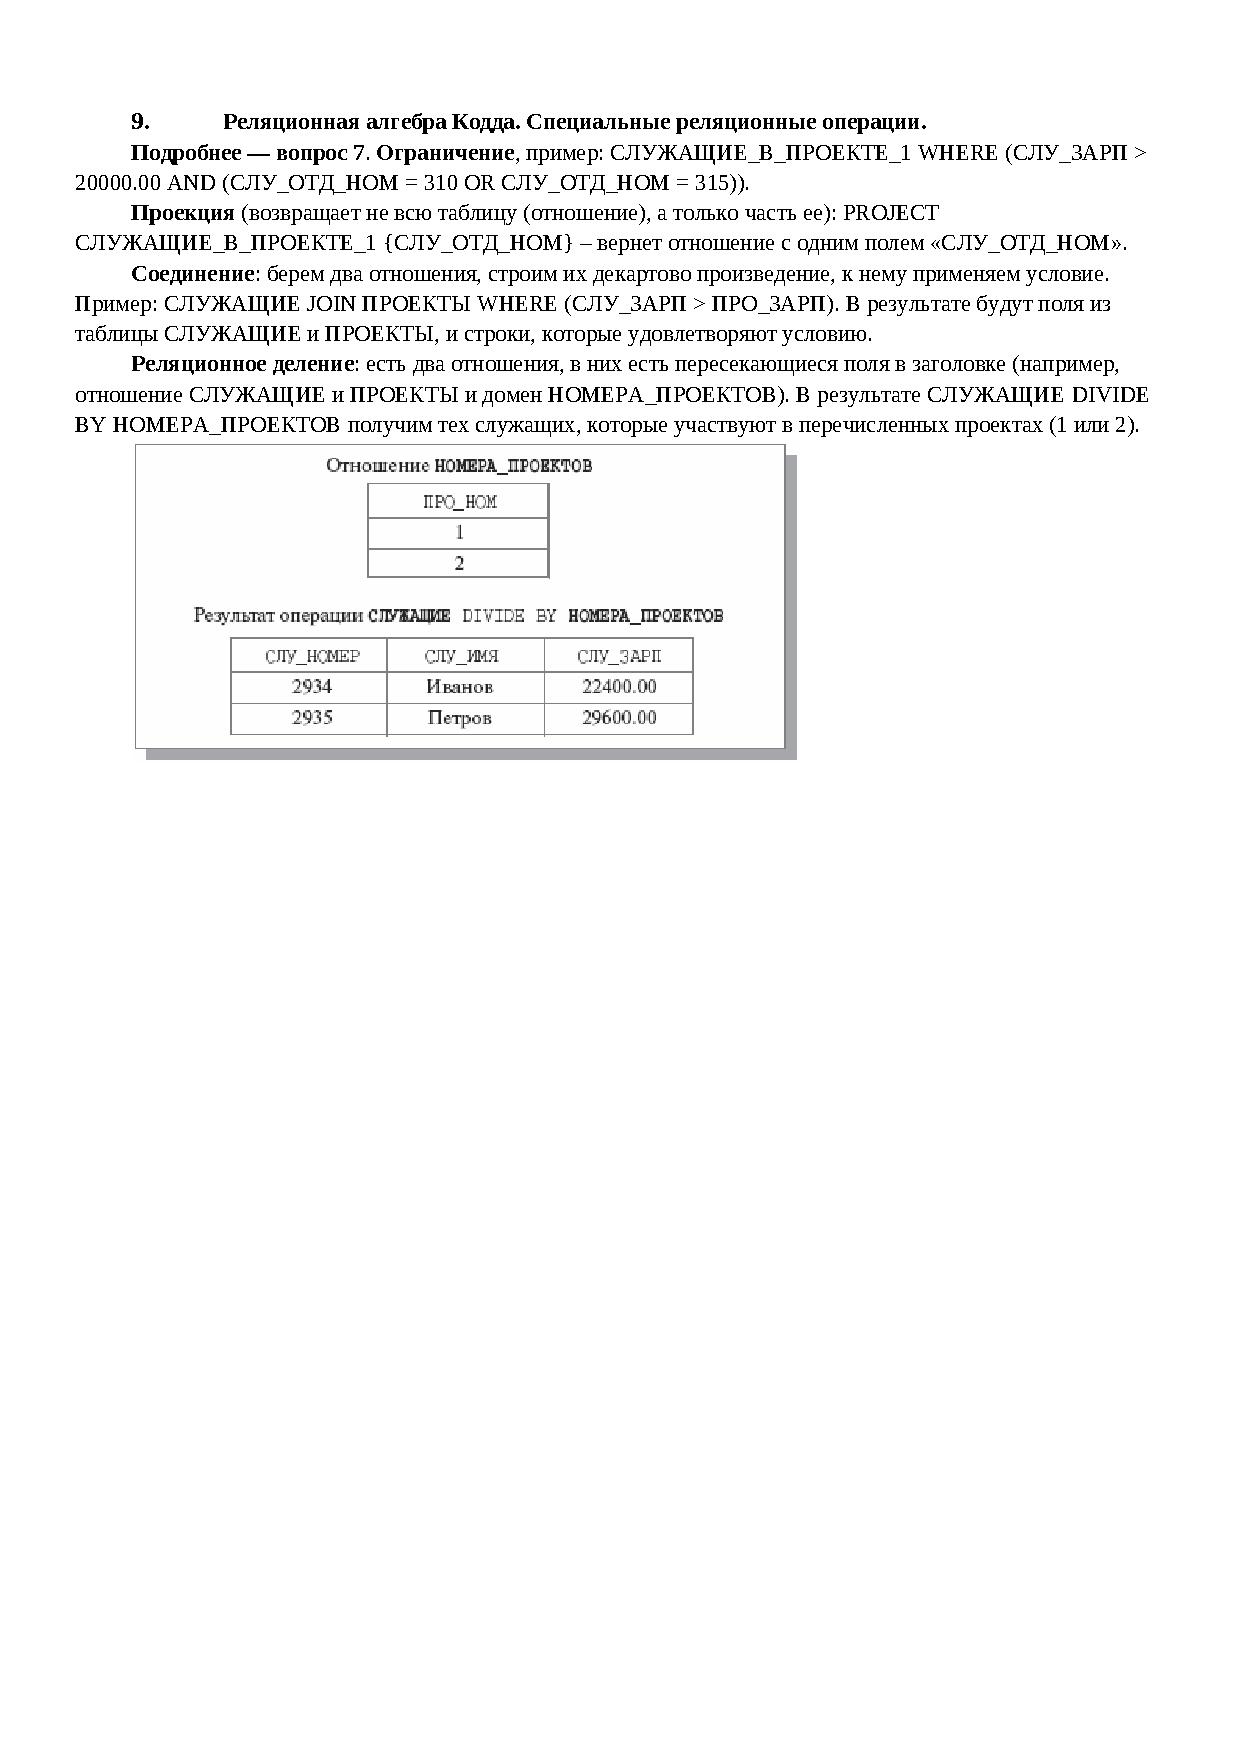 9. Реляционная алгебра Кодда. Специальные реляционные операции.
Подробнее — вопрос 7. Ограничение, пример: СЛУЖАЩИЕ_В_ПРОЕКТЕ_1 WHERE (СЛУ_ЗАРП >
20000.00 AND (СЛУ_ОТД_НОМ = 310 OR СЛУ_ОТД_НОМ = 315)).
Проекция (возвращает не всю таблицу (отношение), а только часть ее): PROJECT
СЛУЖАЩИЕ_В_ПРОЕКТЕ_1 {СЛУ_ОТД_НОМ} – вернет отношение с одним полем «СЛУ_ОТД_НОМ».
Соединение: берем два отношения, строим их декартово произведение, к нему применяем условие.
Пример: СЛУЖАЩИЕ JOIN ПРОЕКТЫ WHERE (СЛУ_ЗАРП > ПРО_ЗАРП). В результате будут поля из
таблицы СЛУЖАЩИЕ и ПРОЕКТЫ, и строки, которые удовлетворяют условию.
Реляционное деление: есть два отношения, в них есть пересекающиеся поля в заголовке (например,
отношение СЛУЖАЩИЕ и ПРОЕКТЫ и домен НОМЕРА_ПРОЕКТОВ). В результате СЛУЖАЩИЕ DIVIDE
BY НОМЕРА_ПРОЕКТОВ получим тех служащих, которые участвуют в перечисленных проектах (1 или 2).
Отношение НОМЕРА_ПРОЕКТОВ
ПРО_НОМ
1
2
Результат операции СЛУЖАЩИЕ DIVIDE BY НОМЕРА_ПРОЕКТОВ
СЛУ_НОМЕР СЛУ_ИМЯ СЛУ_ЗАРП
2934 Иванов 22400.00
2935 Петров 29600.00